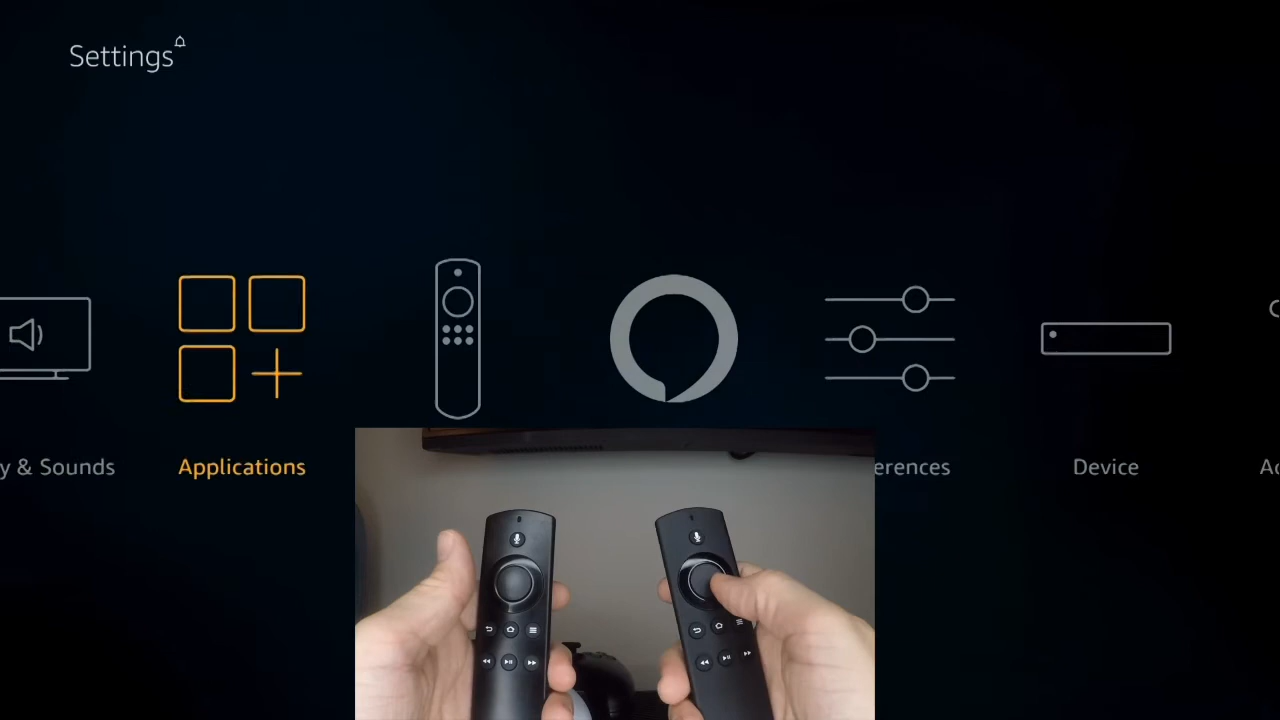 Settings
y & Sounds
Applications
erences
Device
Ac